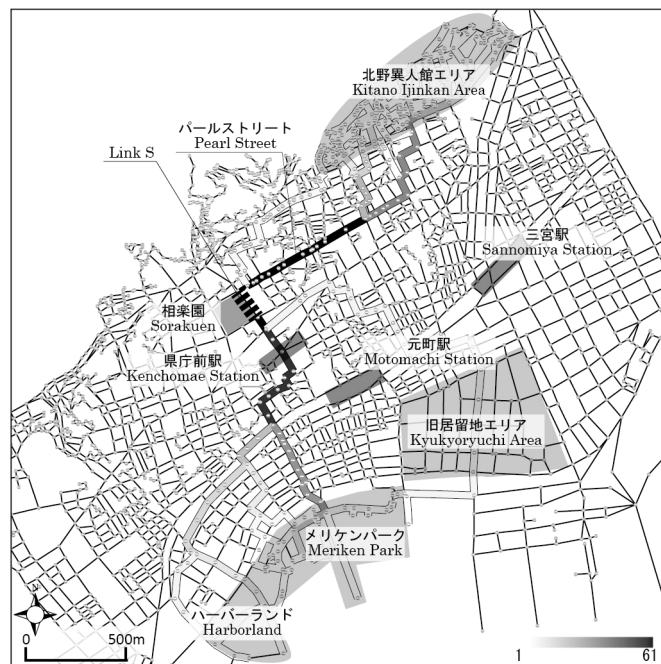 北野異人館エリア
Kitano Ijinkan Area
パールストリート
Pearl Street
Link S
三宮駅
Sannomiya Station
相楽園
Sorakuen
元町駅
Motomachi Station
県庁前駅
Kenchomae Station
旧居留地エリア
Kyukyoryuchi Area
メリケンパーク
Meriken Park
ハーバーランド
Harborland
0 500m
1 61